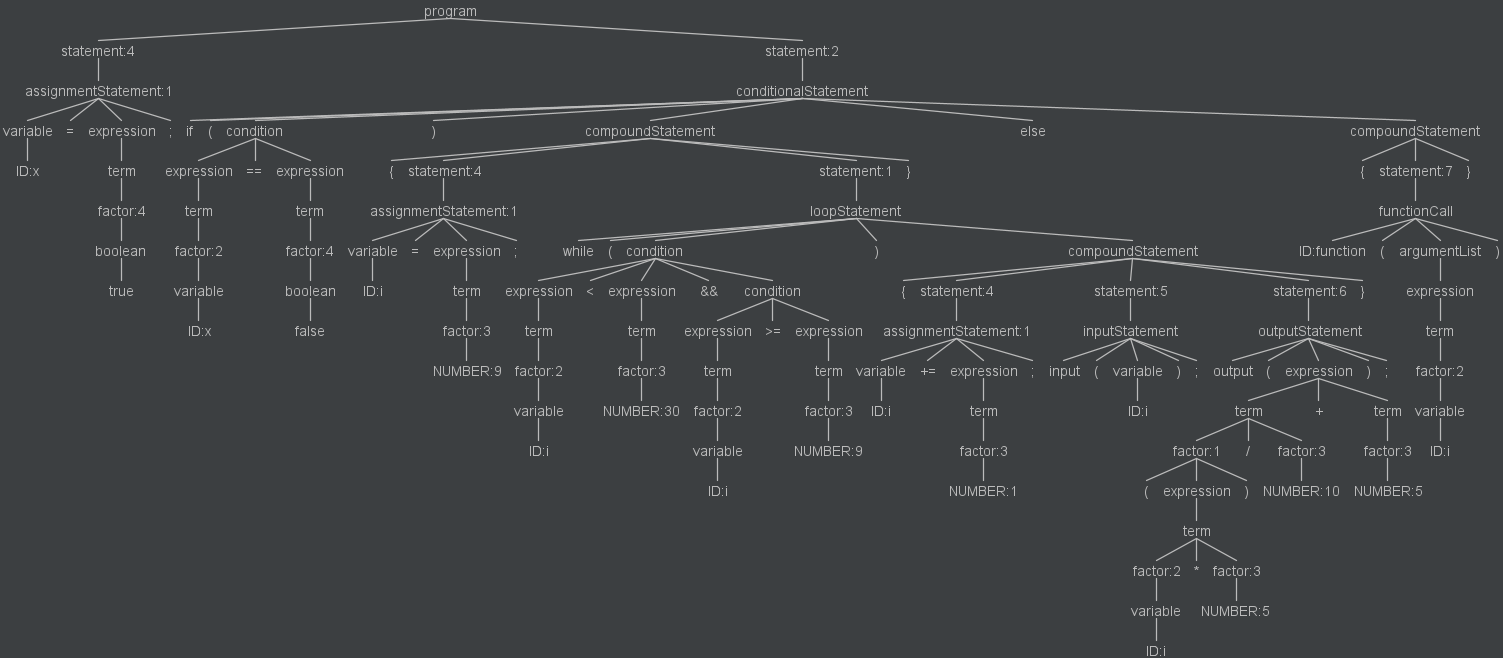 program
statement:4 statement:2
assignmentStatement:1 conditionalStatement
variable = expression ; if ( condition ) compoundStatement else compoundStatement
ID:x term expression == expression { statement:4 statement:1 } { statement:7 }
factor:4 term term assignmentStatement:1 loopStatement functionCall
boolean factor:2 factor:4 variable = expression ; while ( condition ) compoundStatement ID:function ( argumentList )
true variable boolean ID:i term expression < expression && condition { statement:4 statement:5 statement:6 } expression
ID:x false factor:3 term term expression >= expression assignmentStatement:1 inputStatement outputStatement term
NUMBER:9 factor:2 factor:3 term term variable += expression ; input ( variable ) ; output ( expression ) ; factor:2
variable NUMBER:30 factor:2 factor:3 ID:i term ID:i term + term variable
ID:i variable NUMBER:9 factor:3 factor:1 / factor:3 factor:3 ID:i
ID:i NUMBER:1 ( expression ) NUMBER:10 NUMBER:5
term
factor:2 * factor:3
variable NUMBER:5
ID:i